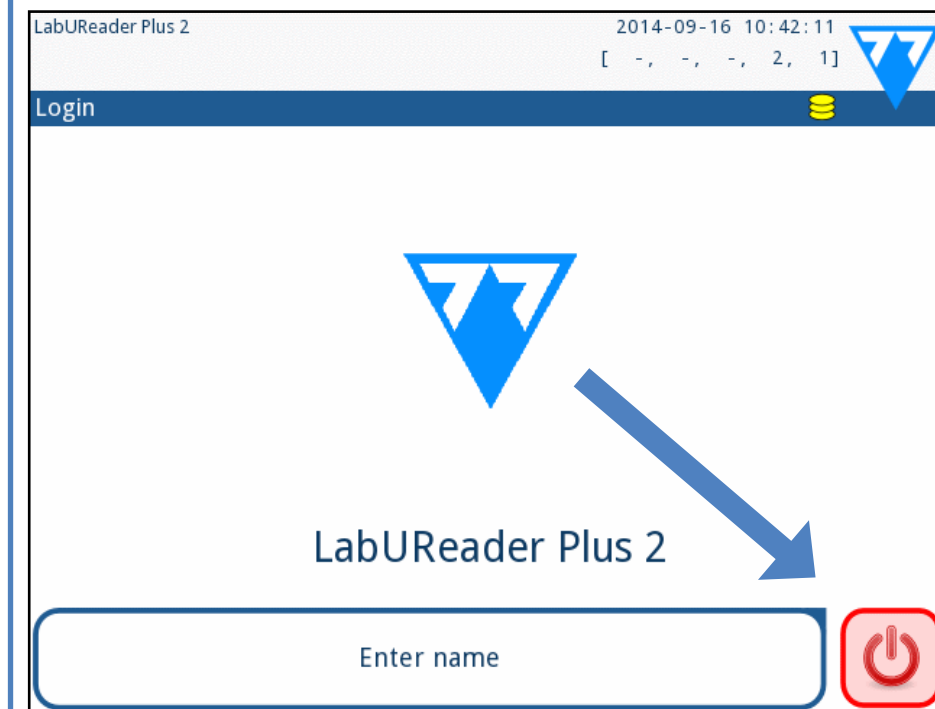 LabUReader Plus 2
2014-09-16 10:42:11
[ -, -, -, 2, 1]
Login
LabUReader Plus 2
Enter name